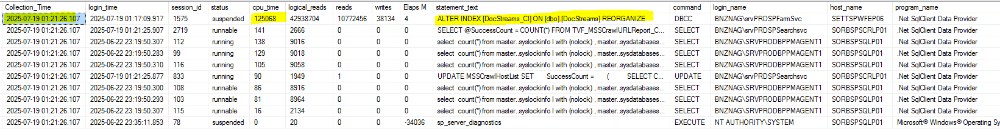 Collection_Time login_time session_id status cpu_time logical_reads reads writes Elaps M statement_text command login_name host_name program_name
2025-07-19 01:21:26.107 2025-07-19 01:17:09.917 1575 suspended 125068 42938704 10772456 38134 4 ALTER INDEX [DocStreams_CI] ON [dbo].[DocStreams] REORGANIZE DBCC BNZNAG\srvPRDSPFarmSvc SETTSPWFEP06 .Net SqlClient Data Provider
2025-07-19 01:21:26.107 2025-07-19 01:21:25.907 2719 runnable 141 2666 0 0 0 SELECT @SuccessCount = COUNT(*) FROM TVF_MSSCrawlURLReport_C... SELECT BNZNAG\srvPRDSPSearchsvc SORBSPSCRLP01 .Net SqlClient Data Provider
2025-07-19 01:21:26.107 2025-06-22 23:19:50.307 112 running 138 9016 0 0 0 select count(*) from master..syslockinfo l with (nolock) , master..sysdatabases... SELECT BNZNAG\SRVPRODBPPMAGENT1 SORBSPSQLP01 .Net SqlClient Data Provider
2025-07-19 01:21:26.107 2025-06-22 23:19:50.283 99 running 129 9018 0 0 0 select count(*) from master..syslockinfo l with (nolock) , master..sysdatabases... SELECT BNZNAG\SRVPRODBPPMAGENT1 SORBSPSQLP01 .Net SqlClient Data Provider
2025-07-19 01:21:26.107 2025-06-22 23:19:50.310 116 running 105 9058 0 0 0 select count(*) from master..syslockinfo l with (nolock) , master..sysdatabases... SELECT BNZNAG\SRVPRODBPPMAGENT1 SORBSPSQLP01 .Net SqlClient Data Provider
2025-07-19 01:21:26.107 2025-07-19 01:21:25.877 833 running 90 1949 1 0 0 UPDATE MSSCrawlHostList SET SuccessCount = ( SELECT C... UPDATE BNZNAG\srvPRDSPSearchsvc SORBSPSCRLP01 .Net SqlClient Data Provider
2025-07-19 01:21:26.107 2025-06-22 23:19:50.300 108 runnable 86 8916 0 0 0 select count(*) from master..syslockinfo l with (nolock) , master..sysdatabases... SELECT BNZNAG\SRVPRODBPPMAGENT1 SORBSPSQLP01 .Net SqlClient Data Provider
2025-07-19 01:21:26.107 2025-06-22 23:19:50.293 103 runnable 81 8964 0 0 0 select count(*) from master..syslockinfo l with (nolock) , master..sysdatabases... SELECT BNZNAG\SRVPRODBPPMAGENT1 SORBSPSQLP01 .Net SqlClient Data Provider
2025-07-19 01:21:26.107 2025-06-22 23:19:50.307 115 runnable 16 2134 0 0 0 select count(*) from master..syslockinfo l with (nolock) , master..sysdatabases... SELECT BNZNAG\SRVPRODBPPMAGENT1 SORBSPSQLP01 .Net SqlClient Data Provider
2025-07-19 01:21:26.107 2025-06-22 23:35:11.853 78 suspended 0 20 0 0 -34036 sp_server_diagnostics EXECUTE NT AUTHORITY\SYSTEM SORBSPSQLP01 Microsoft® Windows® Operating Sy